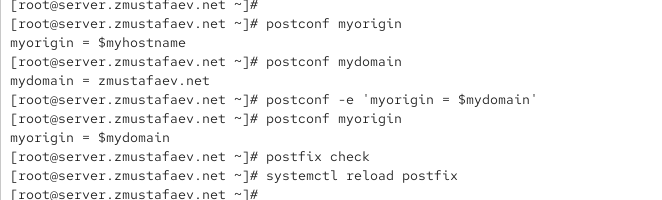 [root@server.zmustafaev.net ~]#
[root@server.zmustafaev.net ~]# postconf myorigin
myorigin = $myhostname
[root@server.zmustafaev.net ~]# postconf mydomain
mydomain = zmustafaev.net
[root@server.zmustafaev.net ~]# postconf -e 'myorigin = $mydomain'
[root@server.zmustafaev.net ~]# postconf myorigin
myorigin = $mydomain
[root@server.zmustafaev.net ~]# postfix check
[root@server.zmustafaev.net ~]# systemctl reload postfix
[root@server.zmustafaev.net ~]#